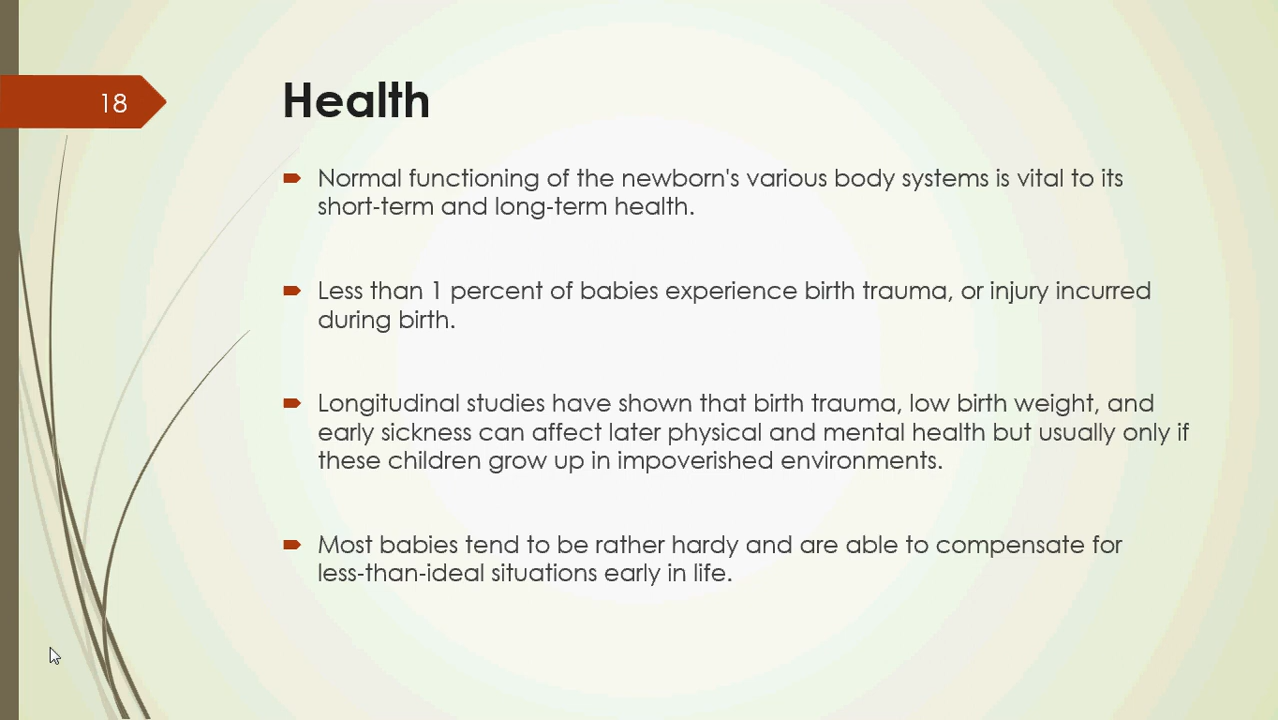 18
Health
Normal functioning of the newborn's various body systems is vital to its
short-term and long-term health.
Less than 1 percent of babies experience birth trauma, or injury incurred
during birth.
Longitudinal studies have shown that birth trauma, low birth weight, and
early sickness can affect later physical and mental health but usually only if
these children grow up in impoverished environments.
Most babies tend to be rather hardy and are able to compensate for
less-than-ideal situations early in life.